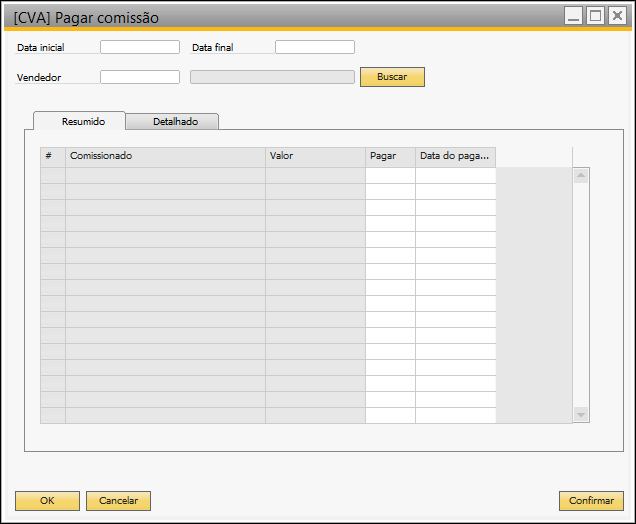 [CVA] Pagar comissão
Data inicial Data final
Vendedor Buscar
Resumido Detalhado
# Comissionado Valor Pagar Data do paga...
OK Cancelar Confirmar